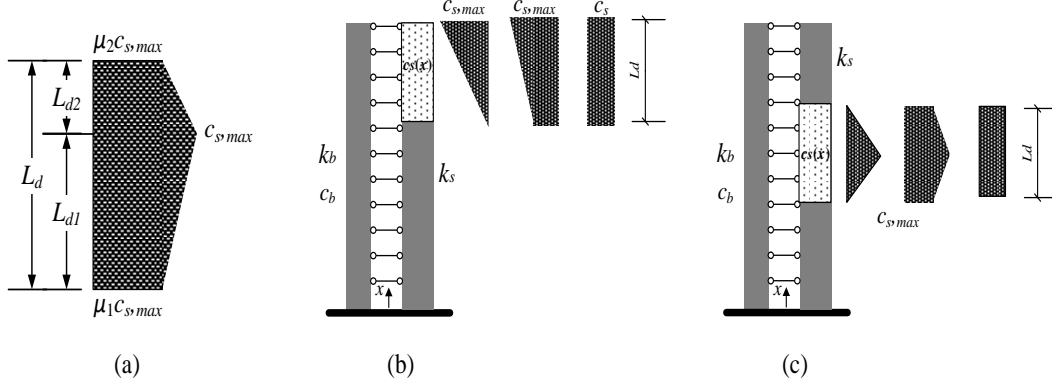 μ2cs,max
Ld2
cs,max
Ld
Ld1
μ1cs,max
(a)
cs,max
cs,max
cs
cs(x)
Ld
kb
ks
cb
x
(b)
ks
cs(x)
Ld
kb
cb
cs,max
x
(c)